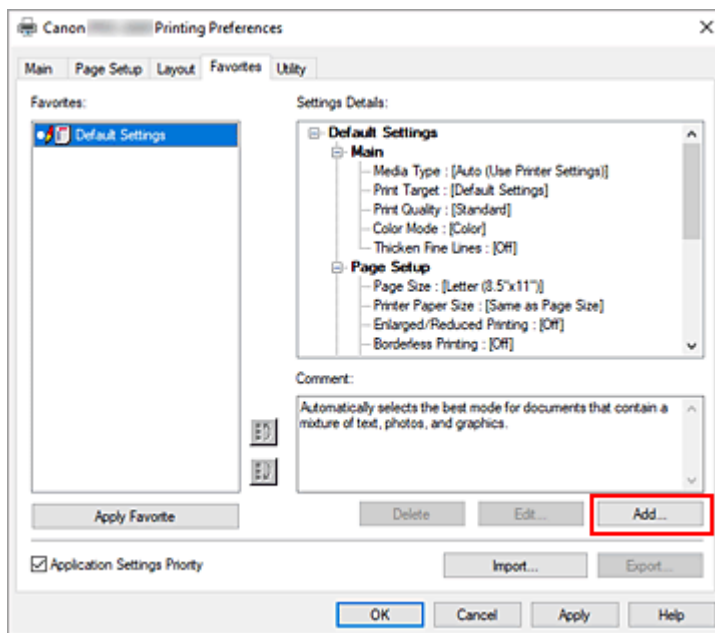 Canon Printing Preferences
Main Page Setup Layout Favorites Utility
Favorites:
Default Settings
Settings Details:
Default Settings
Main
Media Type : [Auto (Use Printer Settings)]
Print Target : [Default Settings]
Print Quality : [Standard]
Color Mode : [Color]
Thicken Fine Lines : [Off]
Page Setup
Page Size : [Letter (8.5"x11")]
Printer Paper Size : [Same as Page Size]
Enlarged/Reduced Printing : [Off]
Borderless Printing : [Off]
Comment:
Automatically selects the best mode for documents that contain a
mixture of text, photos, and graphics.
Apply Favorite
Delete Edit... Add...
Application Settings Priority
Import... Export...
OK Cancel Apply Help